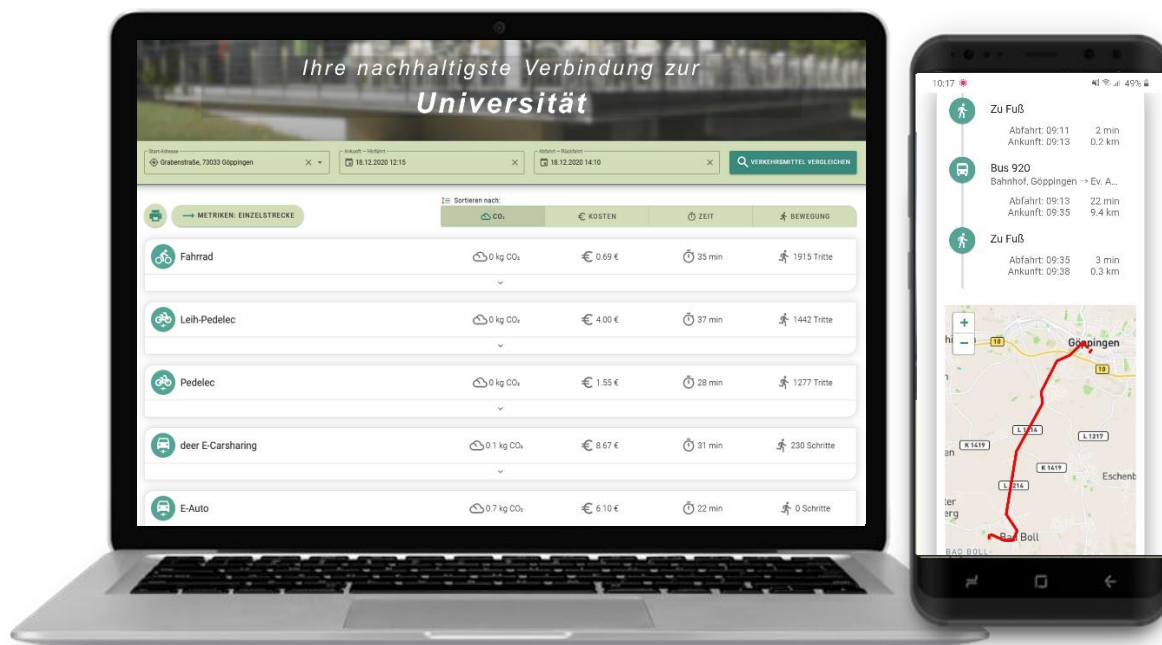 Ihre nachhaltigste Verbindung zur
Universität
Start-Adresse
Grabenstraße, 73033 Göppingen
Ankunft – Hinfahrt
18.12.2020 12:15
Abfahrt – Rückfahrt
18.12.2020 14:10
VERKEHRSMITTEL VERGLEICHEN
METRIKEN: EINZELSTRECKE
Sortieren nach:
CO₂
€ KOSTEN
ZEIT
BEWEGUNG
Fahrrad 0 kg CO₂ € 0.69 € 35 min 1915 Tritte
Leih-Pedelec 0 kg CO₂ € 4.00 € 37 min 1442 Tritte
Pedelec 0 kg CO₂ € 1.55 € 28 min 1277 Tritte
deer E-Carsharing 0.1 kg CO₂ € 8.67 € 31 min 230 Schritte
E-Auto 0.7 kg CO₂ € 6.10 € 22 min 0 Schritte
10:17 49%
Zu Fuß
Abfahrt: 09:11 2 min
Ankunft: 09:13 0.2 km
Bus 920
Bahnhof, Göppingen → Ev. A...
Abfahrt: 09:13 22 min
Ankunft: 09:35 9.4 km
Zu Fuß
Abfahrt: 09:35 3 min
Ankunft: 09:38 0.3 km
+
−
10
Göppingen
10
L 1214
L 1217
K 1419
K 1419
Eschenb
L 1214
Bad Boll
BAD BOLL